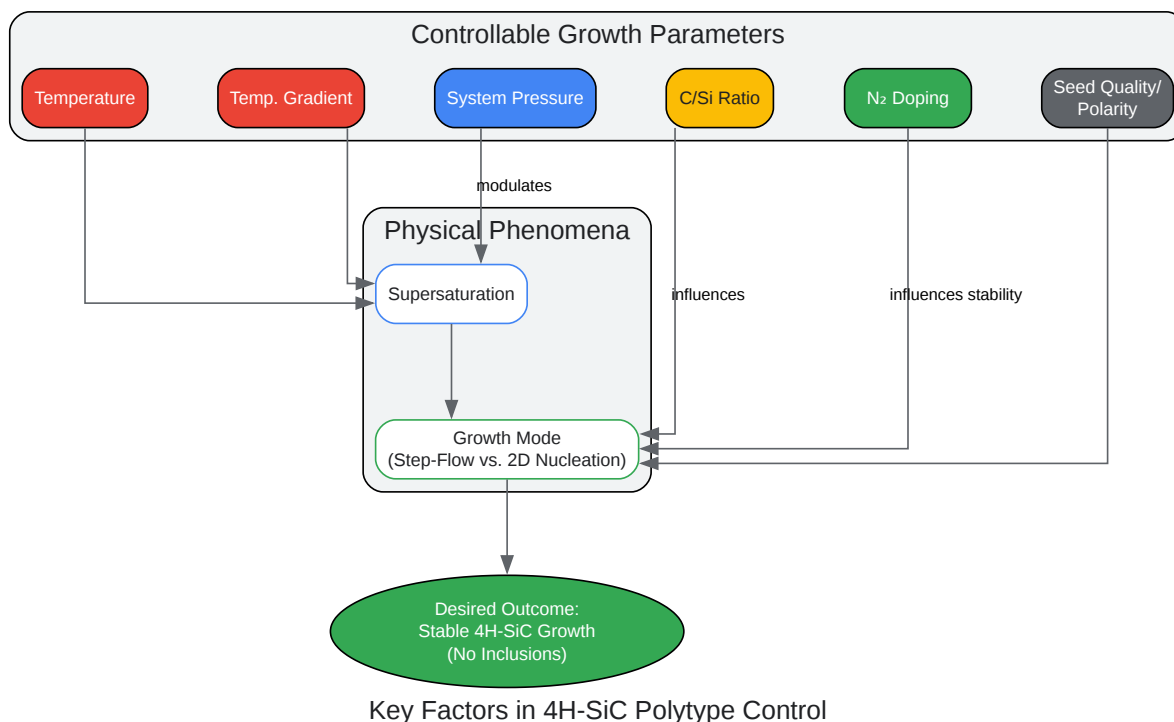 Controllable Growth Parameters
Temperature
Temp. Gradient
System Pressure
C/Si Ratio
N₂ Doping
Seed Quality/
Polarity
modulates
Physical Phenomena
Supersaturation
influences
influences stability
Growth Mode
(Step-Flow vs. 2D Nucleation)
Desired Outcome:
Stable 4H-SiC Growth
(No Inclusions)
Key Factors in 4H-SiC Polytype Control